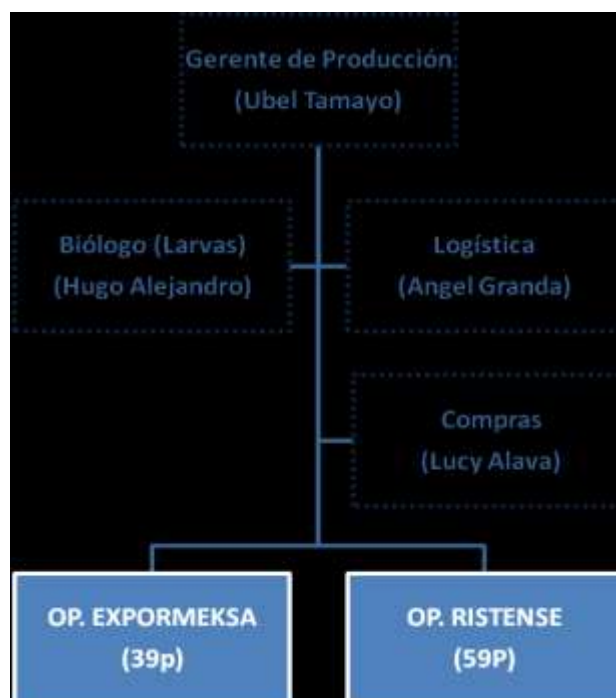 Gerente de Producción
(Ubel Tamayo)
Biólogo (Larvas)
(Hugo Alejandro)
Logística
(Angel Granda)
Compras
(Lucy Alava)
OP. EXPORMEKSA
(39p)
OP. RISTENSE
(59P)